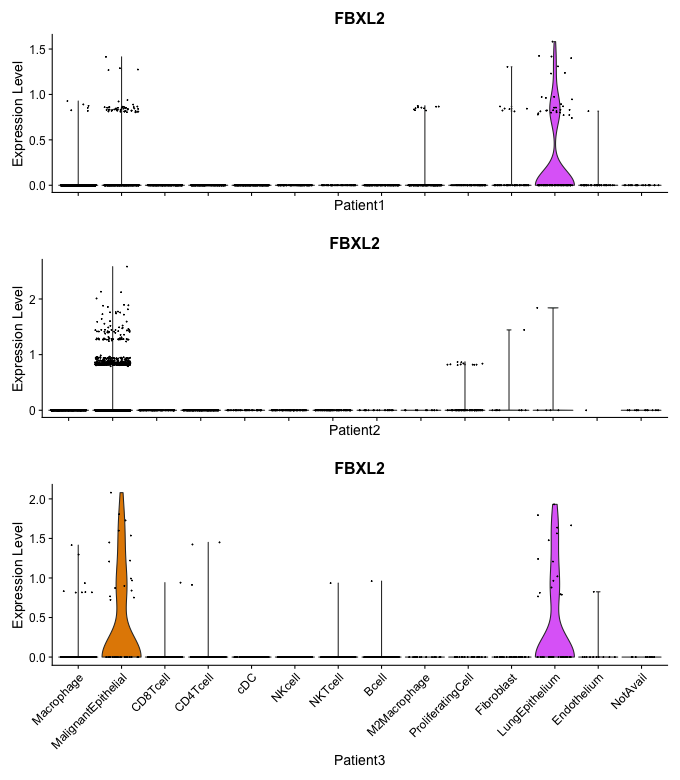 FBXL2
Expression Level
1.5
1.0
0.5
0.0
Patient1
FBXL2
Expression Level
2
1
0
Patient2
FBXL2
Expression Level
2.0
1.5
1.0
0.5
0.0
Macrophage
MalignantEpithelial
CD8Tcell
CD4Tcell
cDC
NKcell
NKTcell
Bcell
M2Macrophage
ProliferatingCell
Fibroblast
LungEpithelium
Endothelium
NotAvail
Patient3